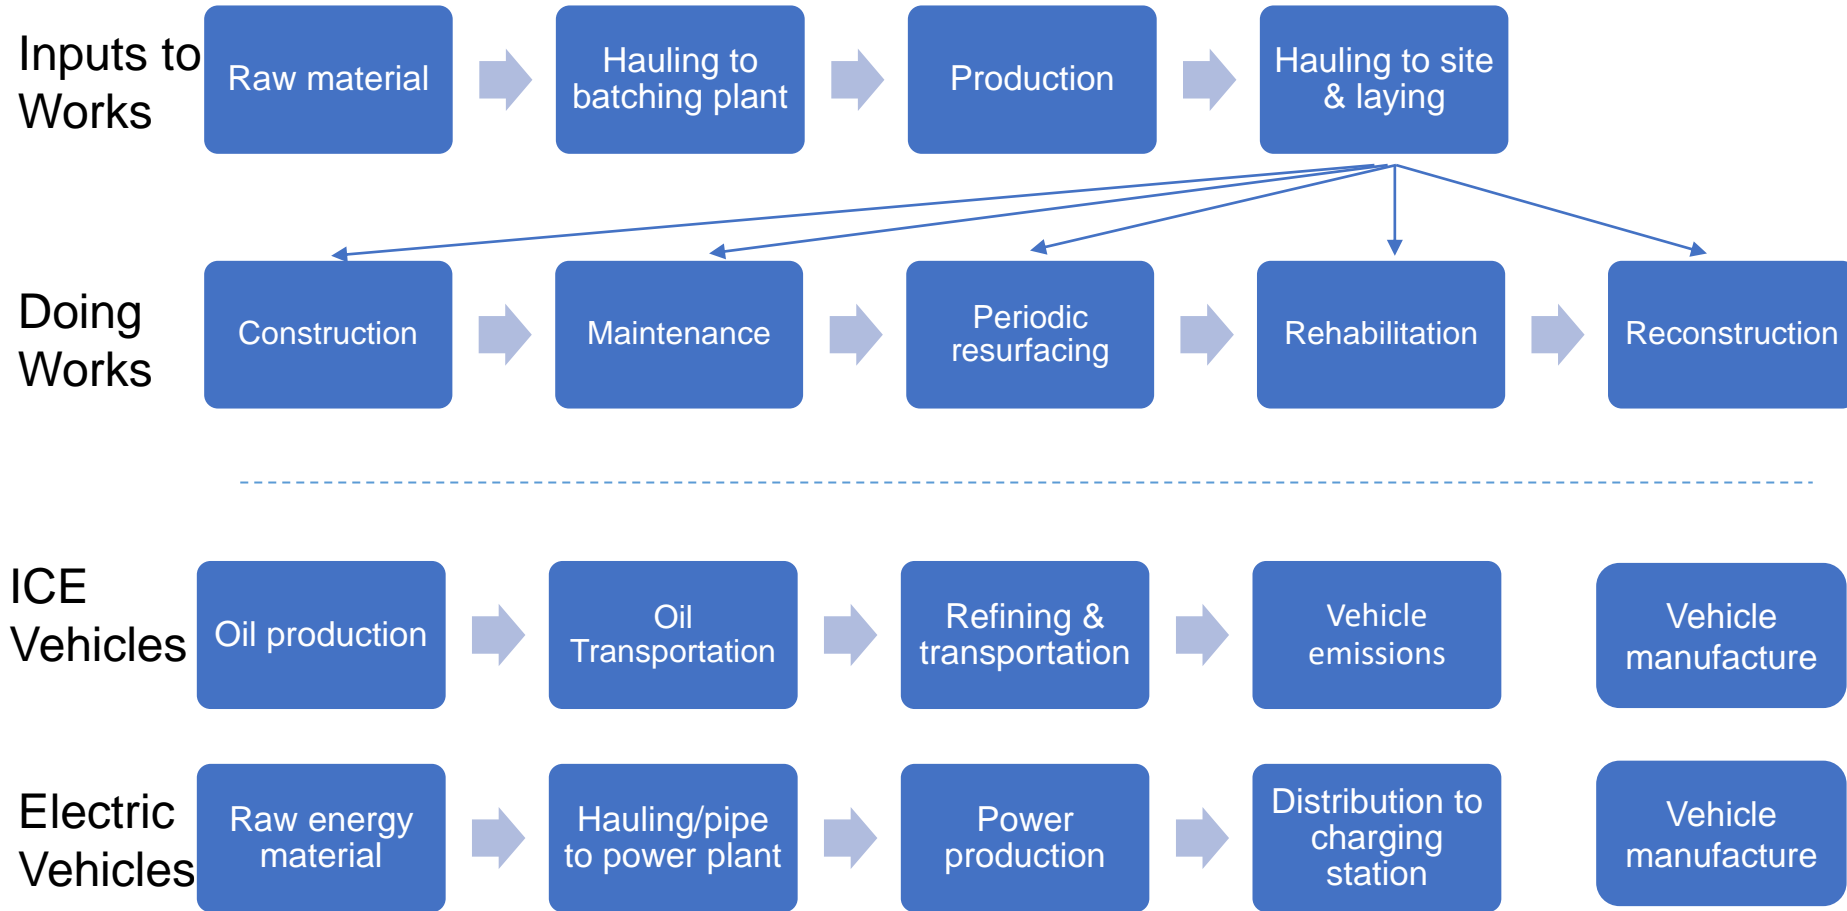 Inputs to
Works
Raw material
Hauling to
batching plant
Production
Hauling to site
& laying
Doing
Works
Construction
Maintenance
Periodic
resurfacing
Rehabilitation
Reconstruction
ICE
Vehicles
Oil production
Oil
Transportation
Refining &
transportation
Vehicle
emissions
Vehicle
manufacture
Electric
Vehicles
Raw energy
material
Hauling/pipe
to power plant
Power
production
Distribution to
charging
station
Vehicle
manufacture